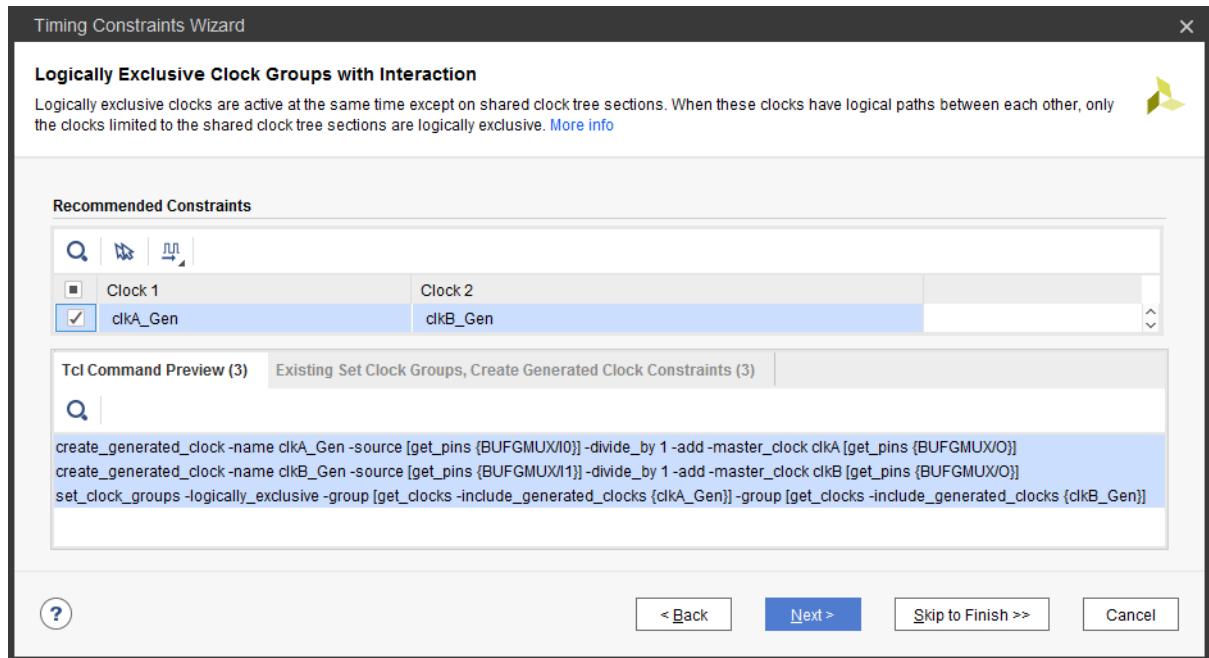 Timing Constraints Wizard
Logically Exclusive Clock Groups with Interaction
Logically exclusive clocks are active at the same time except on shared clock tree sections. When these clocks have logical paths between each other, only
the clocks limited to the shared clock tree sections are logically exclusive. More info
Recommended Constraints
Clock 1 Clock 2
clkA_Gen clkB_Gen
Tcl Command Preview (3) Existing Set Clock Groups, Create Generated Clock Constraints (3)
create_generated_clock -name clkA_Gen -source [get_pins {BUFGMUX/I0}] -divide_by 1 -add -master_clock clkA [get_pins {BUFGMUX/O}]
create_generated_clock -name clkB_Gen -source [get_pins {BUFGMUX/I1}] -divide_by 1 -add -master_clock clkB [get_pins {BUFGMUX/O}]
set_clock_groups -logically_exclusive -group [get_clocks -include_generated_clocks {clkA_Gen}] -group [get_clocks -include_generated_clocks {clkB_Gen}]
? < Back Next > Skip to Finish >> Cancel